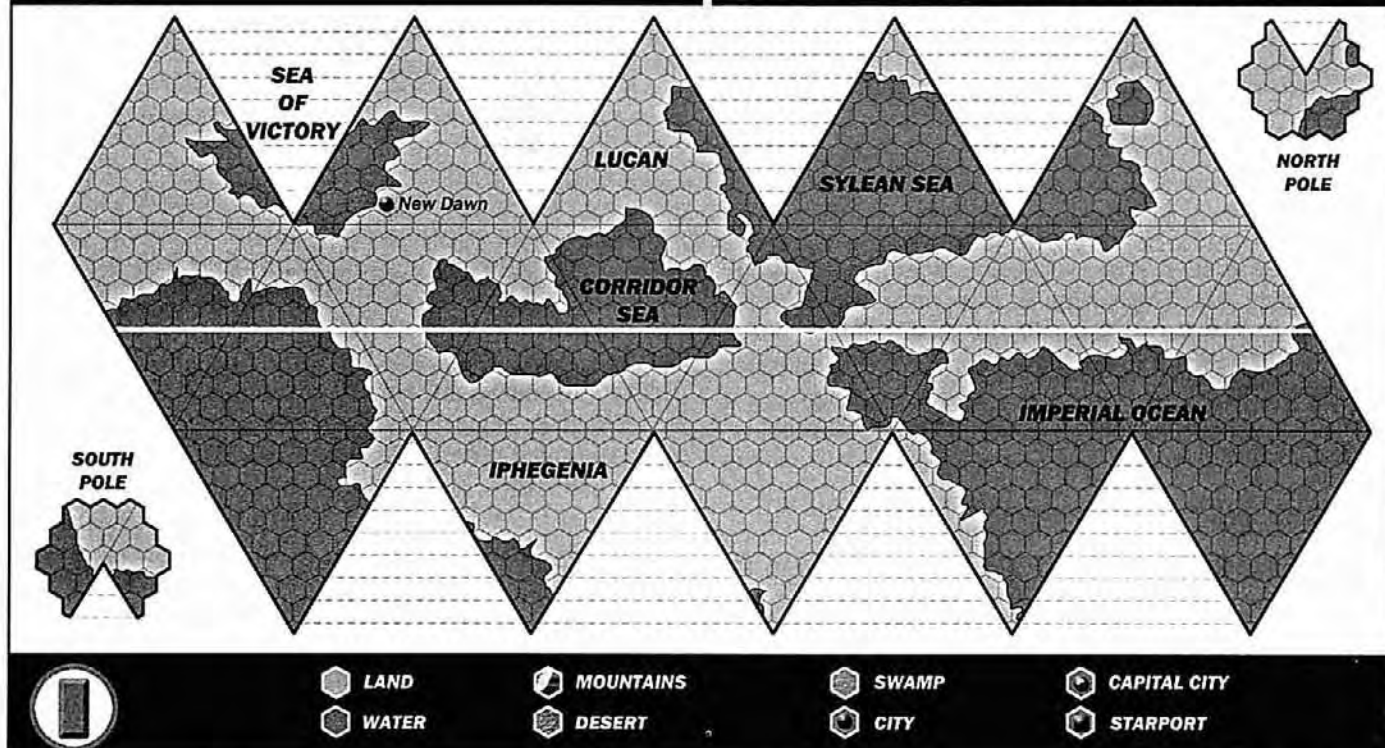 SEA
OF
VICTORY
NORTH
POLE
LUCAN
SYLEAN SEA
New Dawn
CORRIDOR
SEA
IMPERIAL OCEAN
SOUTH
POLE
IPHEGENIA
LAND
MOUNTAINS
SWAMP
CAPITAL CITY
WATER
DESERT
CITY
STARPORT